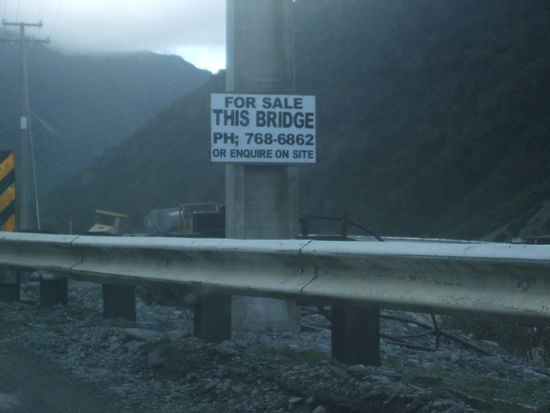 FOR SALE
THIS BRIDGE
PH; 768-6862
OR ENQUIRE ON SITE